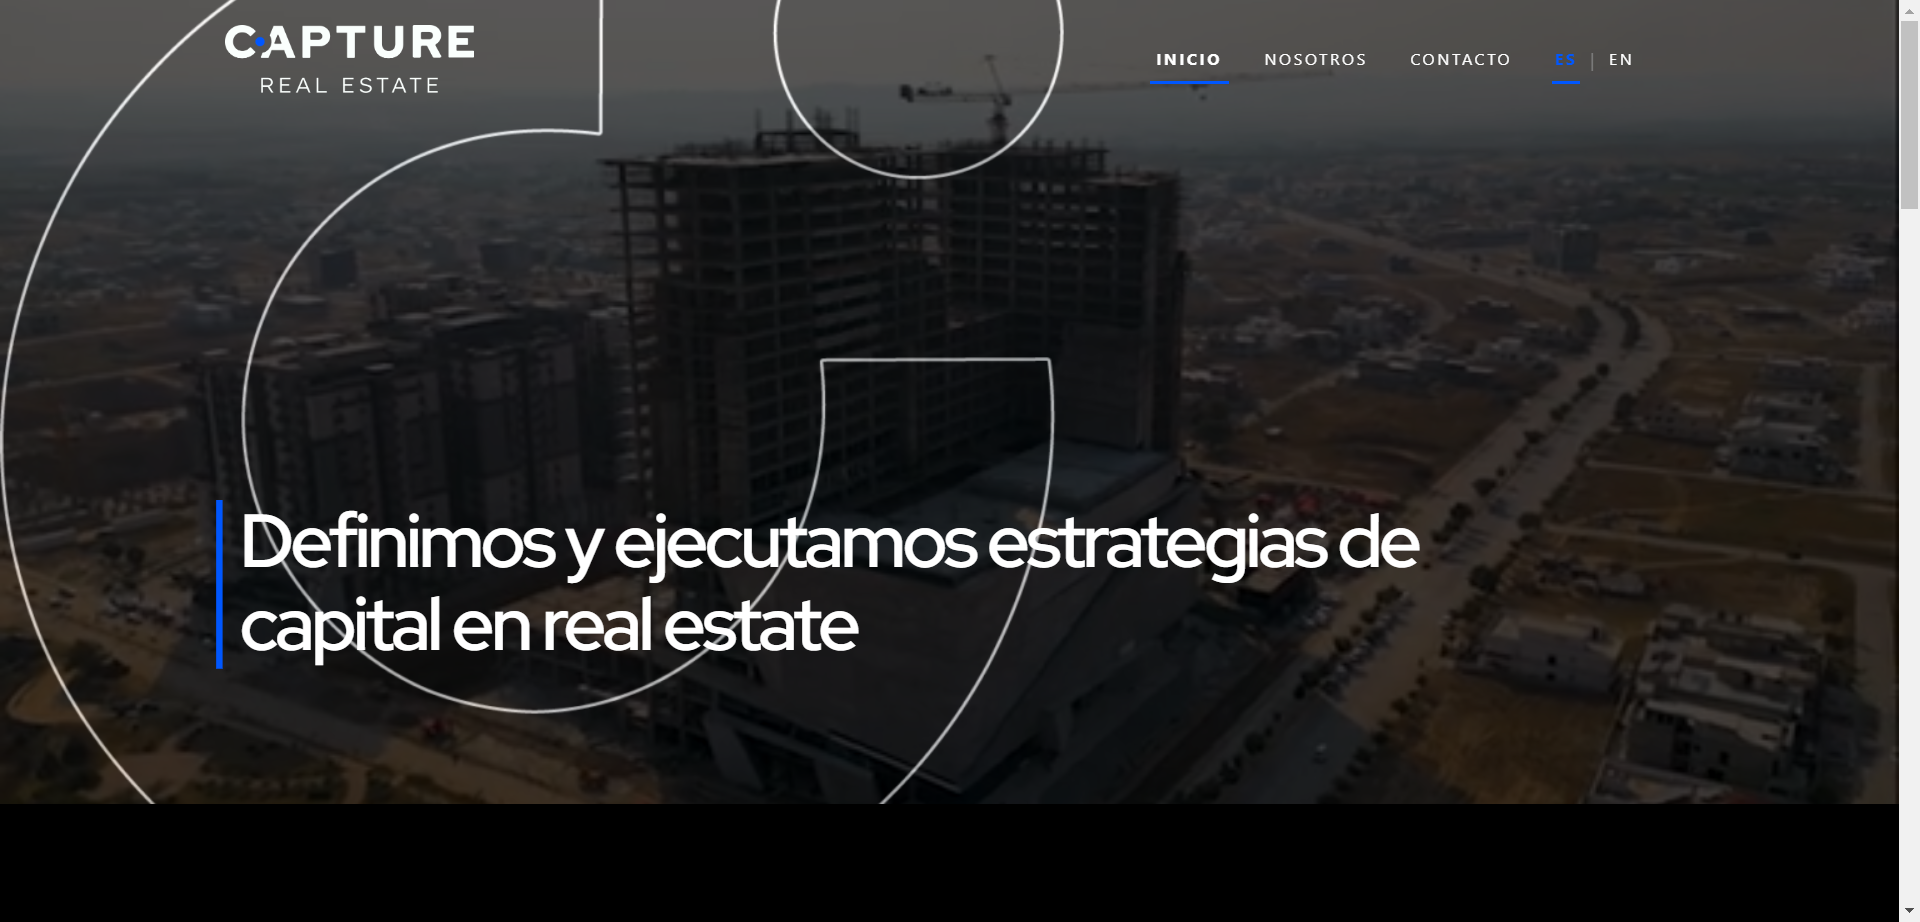 CAPTURE
REAL ESTATE
INICIO NOSOTROS CONTACTO ES | EN
Definimos y ejecutamos estrategias de
capital en real estate